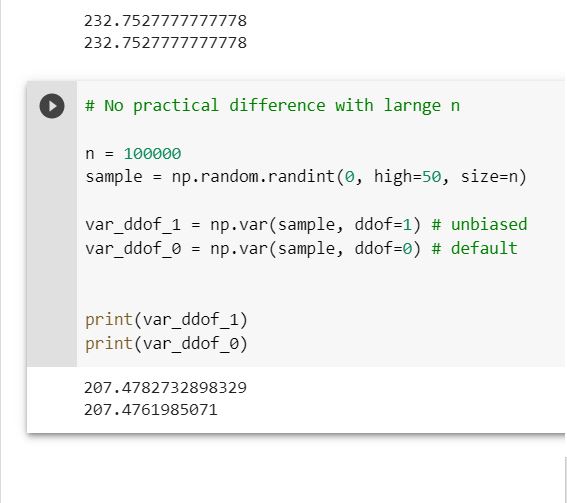 232.7527777777778
232.7527777777778
# No practical difference with larnge n
n = 100000
sample = np.random.randint(0, high=50, size=n)
var_ddof_1 = np.var(sample, ddof=1) # unbiased
var_ddof_0 = np.var(sample, ddof=0) # default
print(var_ddof_1)
print(var_ddof_0)
207.4782732898329
207.4761985071